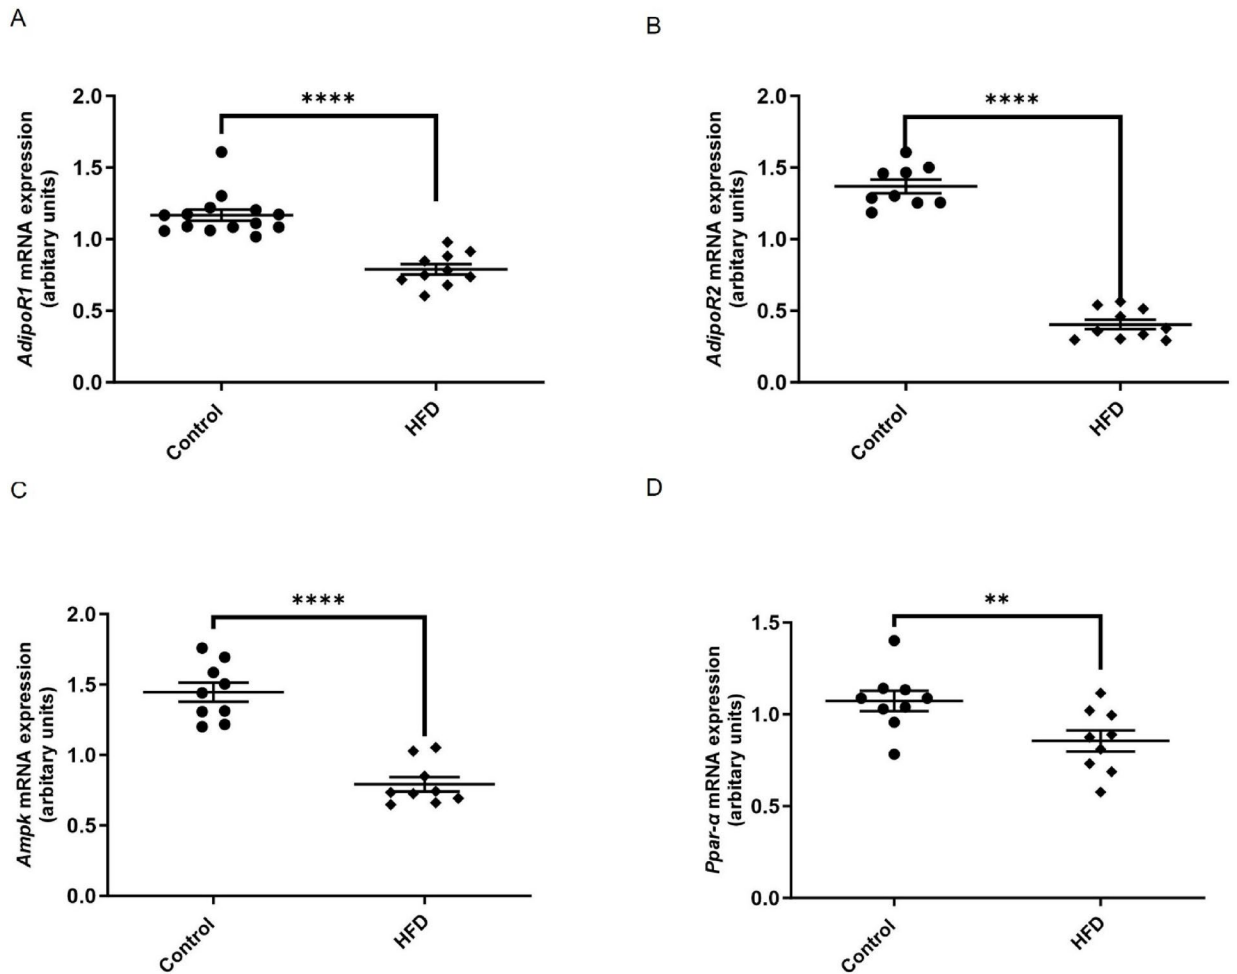 A
AdipoR1 mRNA expression
(arbitary units)
2.0
1.5
1.0
0.5
0.0
****
Control
HFD
B
AdipoR2 mRNA expression
(arbitary units)
2.0
1.5
1.0
0.5
0.0
****
Control
HFD
C
Ampk mRNA expression
(arbitary units)
2.0
1.5
1.0
0.5
0.0
****
Control
HFD
D
Ppar-α mRNA expression
(arbitary units)
1.5
1.0
0.5
0.0
**
Control
HFD